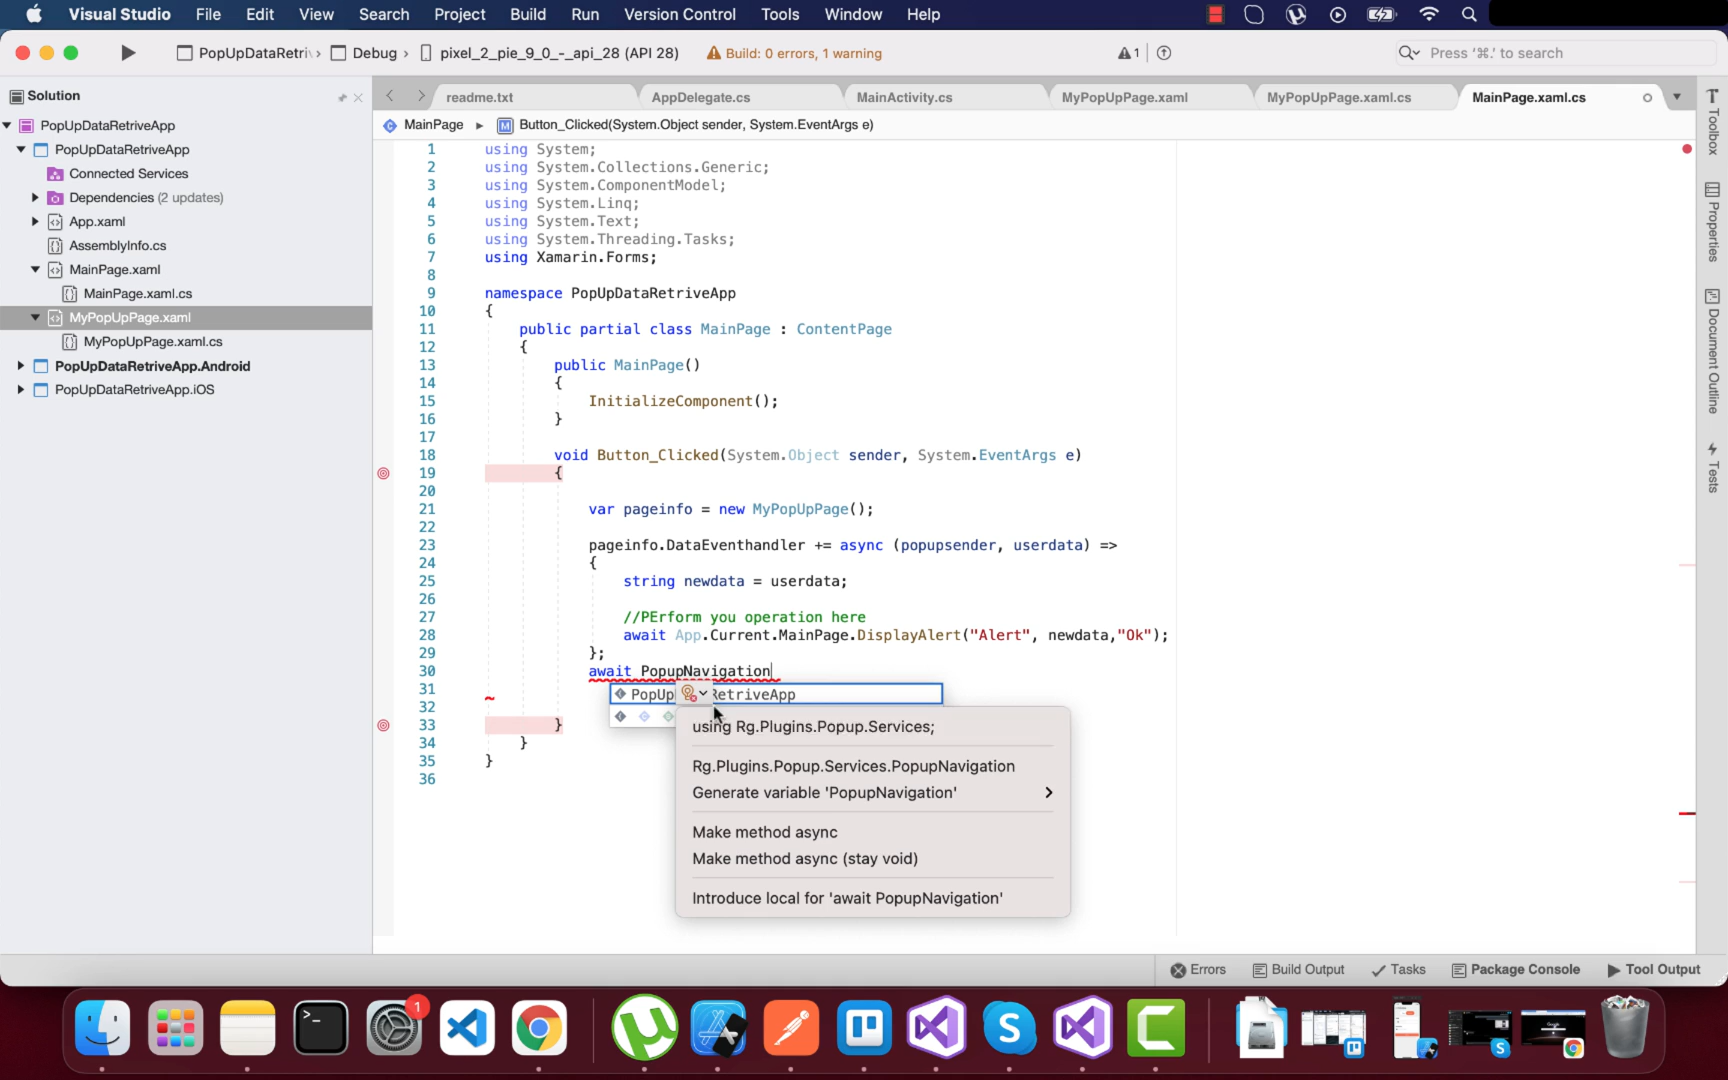 Visual Studio File Edit View Search Project Build Run Version Control Tools Window Help
PopUpDataRetri Debug pixel_2_pie_9_0_-_api_28 (API 28) Build: 0 errors, 1 warning 1 Press '⌘.' to search
Solution
PopUpDataRetriveApp
PopUpDataRetriveApp
Connected Services
Dependencies (2 updates)
App.xaml
AssemblyInfo.cs
MainPage.xaml
MainPage.xaml.cs
MyPopUpPage.xaml
MyPopUpPage.xaml.cs
PopUpDataRetriveApp.Android
PopUpDataRetriveApp.iOS
readme.txt AppDelegate.cs MainActivity.cs MyPopUpPage.xaml MyPopUpPage.xaml.cs MainPage.xaml.cs
MainPage Button_Clicked(System.Object sender, System.EventArgs e)
1 using System;
2 using System.Collections.Generic;
3 using System.ComponentModel;
4 using System.Linq;
5 using System.Text;
6 using System.Threading.Tasks;
7 using Xamarin.Forms;
8
9 namespace PopUpDataRetriveApp
10 {
11 public partial class MainPage : ContentPage
12 {
13 public MainPage()
14 {
15 InitializeComponent();
16 }
17
18 void Button_Clicked(System.Object sender, System.EventArgs e)
19 {
20
21 var pageinfo = new MyPopUpPage();
22
23 pageinfo.DataEventhandler += async (popupsender, userdata) =>
24 {
25 string newdata = userdata;
26
27 //PErform you operation here
28 await App.Current.MainPage.DisplayAlert("Alert", newdata,"Ok");
29 };
30 await PopupNavigation
31
32
33 }
34 }
35 }
36
PopUp etriveApp
using Rg.Plugins.Popup.Services;
Rg.Plugins.Popup.Services.PopupNavigation
Generate variable 'PopupNavigation'
Make method async
Make method async (stay void)
Introduce local for 'await PopupNavigation'
Toolbox
Properties
Document Outline
Tests
Errors Build Output Tasks Package Console Tool Output
1